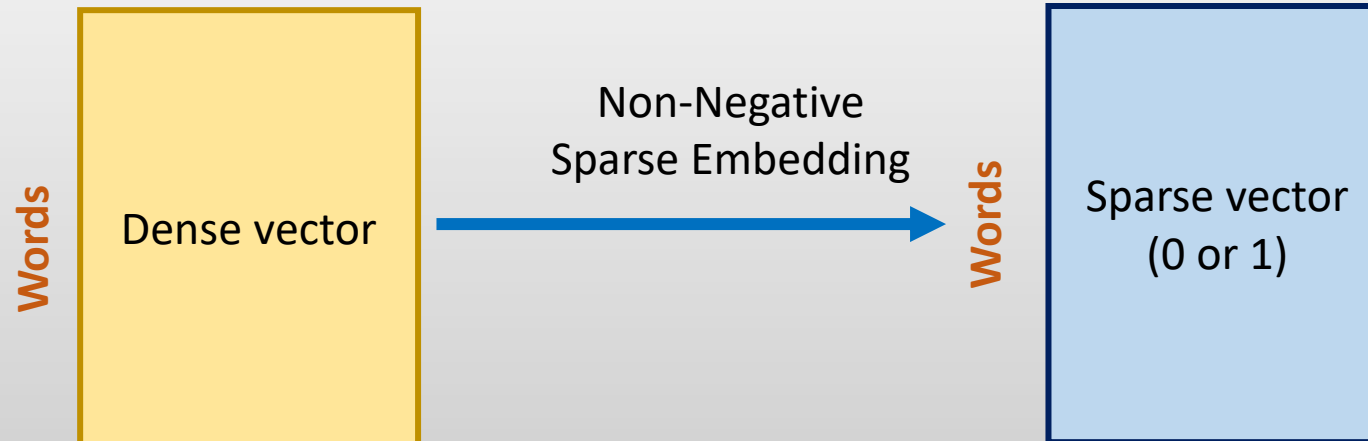 Words
Dense vector
Non-Negative
Sparse Embedding
Words
Sparse vector
(0 or 1)